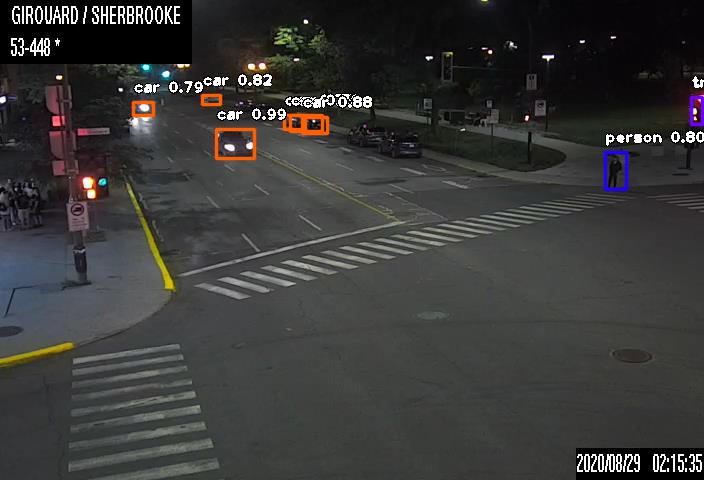 GIROUARD / SHERBROOKE
53-448 *
car 0.79
car 0.82
car 0.88
car 0.99
tr
person 0.80
2020/08/29 02:15:35